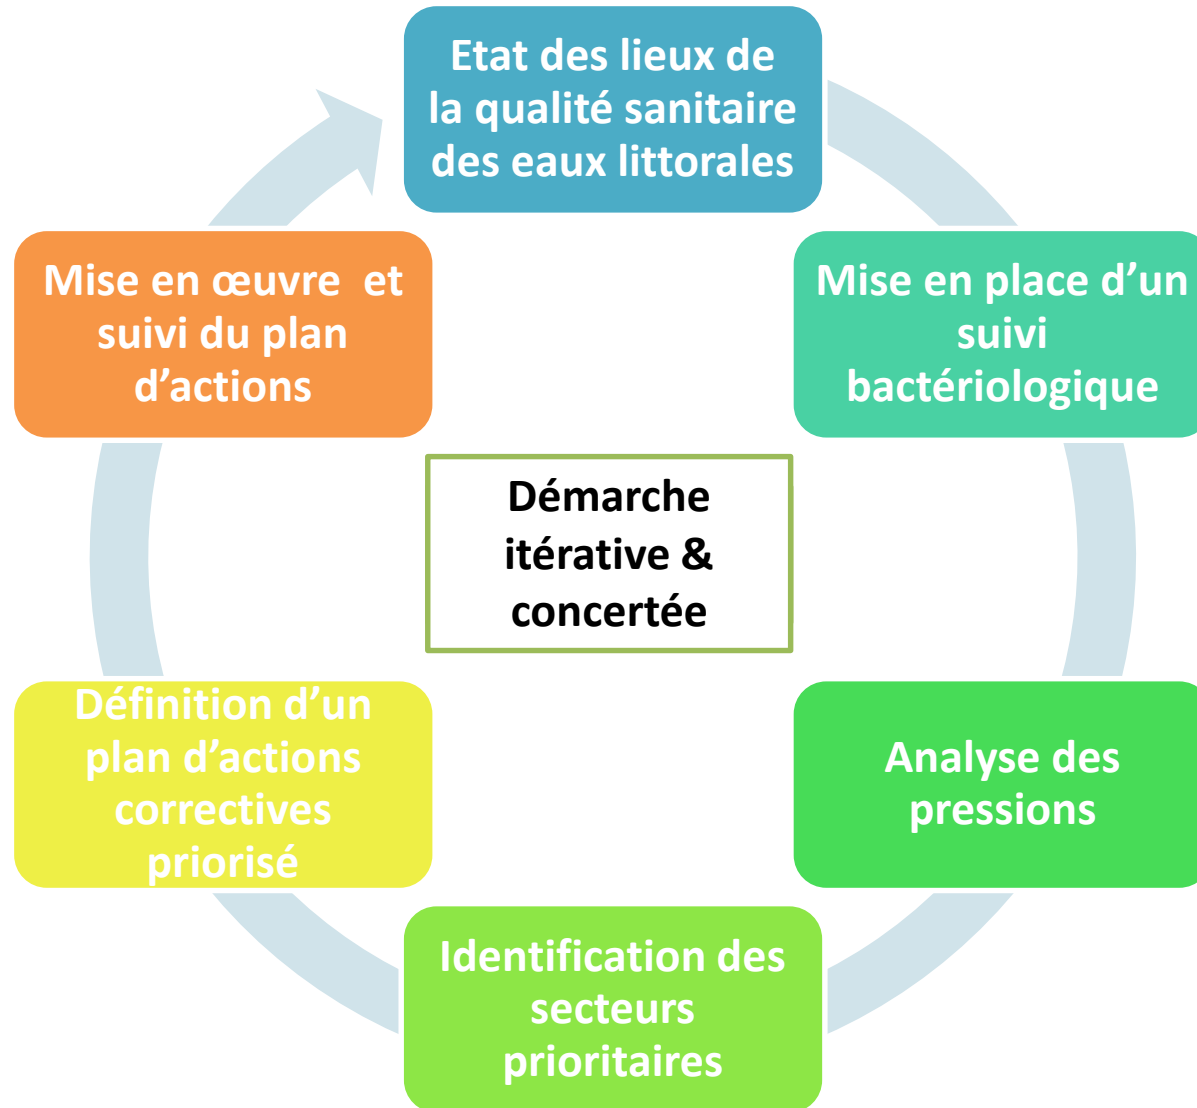 Etat des lieux de
la qualité sanitaire
des eaux littorales
Mise en place d’un
suivi
bactériologique
Analyse des
pressions
Identification des
secteurs
prioritaires
Définition d’un
plan d’actions
correctives
priorisé
Mise en œuvre  et
suivi du plan
d’actions
Démarche
itérative &
concertée